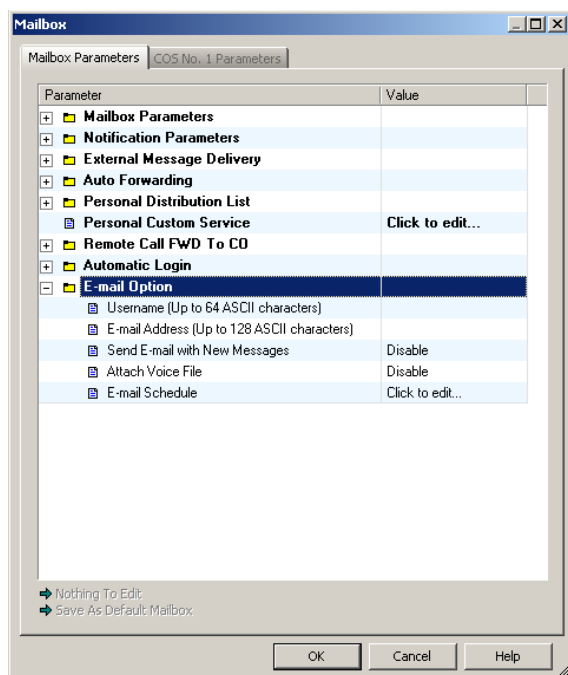 Mailbox
Mailbox Parameters COS No. 1 Parameters
Parameter Value
Mailbox Parameters
Notification Parameters
External Message Delivery
Auto Forwarding
Personal Distribution List
Personal Custom Service Click to edit...
Remote Call FWD To CO
Automatic Login
E-mail Option
Username (Up to 64 ASCII characters)
E-mail Address (Up to 128 ASCII characters)
Send E-mail with New Messages Disable
Attach Voice File Disable
E-mail Schedule Click to edit...
Nothing To Edit
Save As Default Mailbox
OK Cancel Help